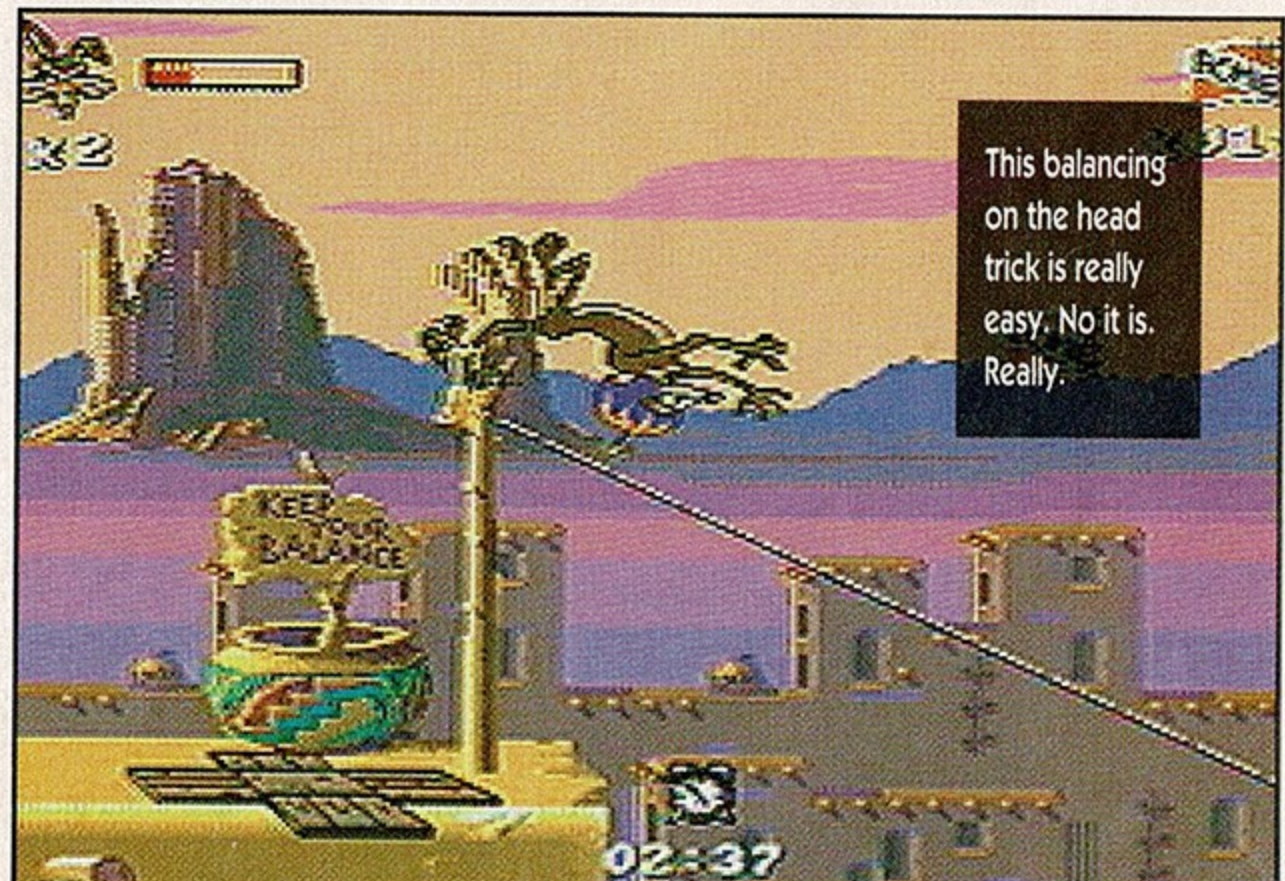 x2
This balancing
on the head
trick is really
easy. No it is.
Really.
KEEP
YOUR
BALANCE
02:37